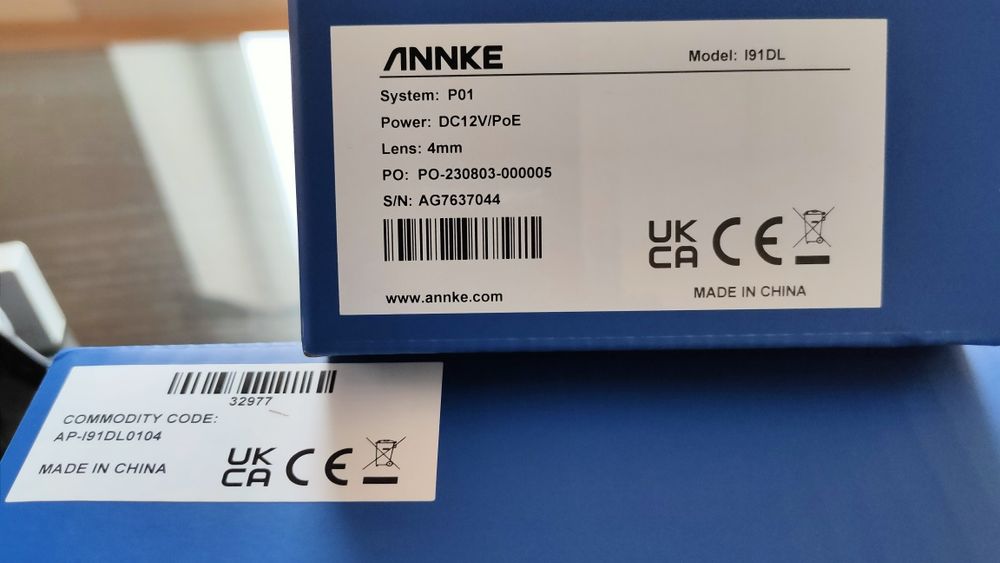 ANNKE
Model: I91DL
System: P01
Power: DC12V/PoE
Lens: 4mm
PO: PO-230803-000005
S/N: AG7637044
UK
CA
CE
www.annke.com
MADE IN CHINA
32977
COMMODITY CODE:
AP-I91DL0104
MADE IN CHINA
UK
CA
CE